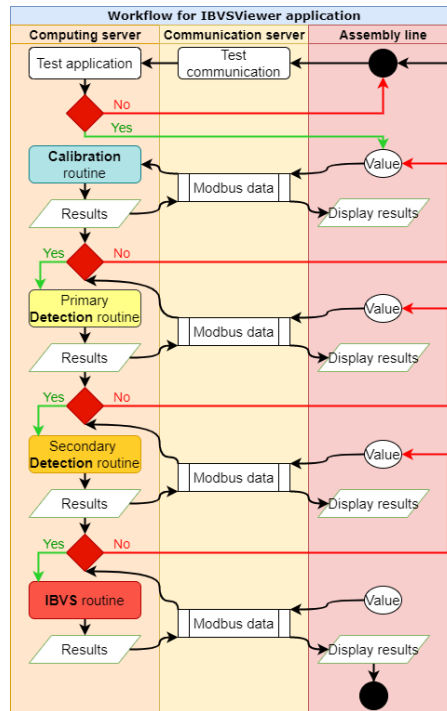 Workflow for IBVSViewer application
Computing server
Communication server
Assembly line
Test application
Test
communication
No
Yes
Calibration
routine
Modbus data
Value
Results
Display results
Yes
No
Primary
Detection routine
Modbus data
Value
Results
Display results
Yes
No
Secondary
Detection routine
Modbus data
Value
Results
Display results
Yes
No
IBVS routine
Modbus data
Value
Results
Display results